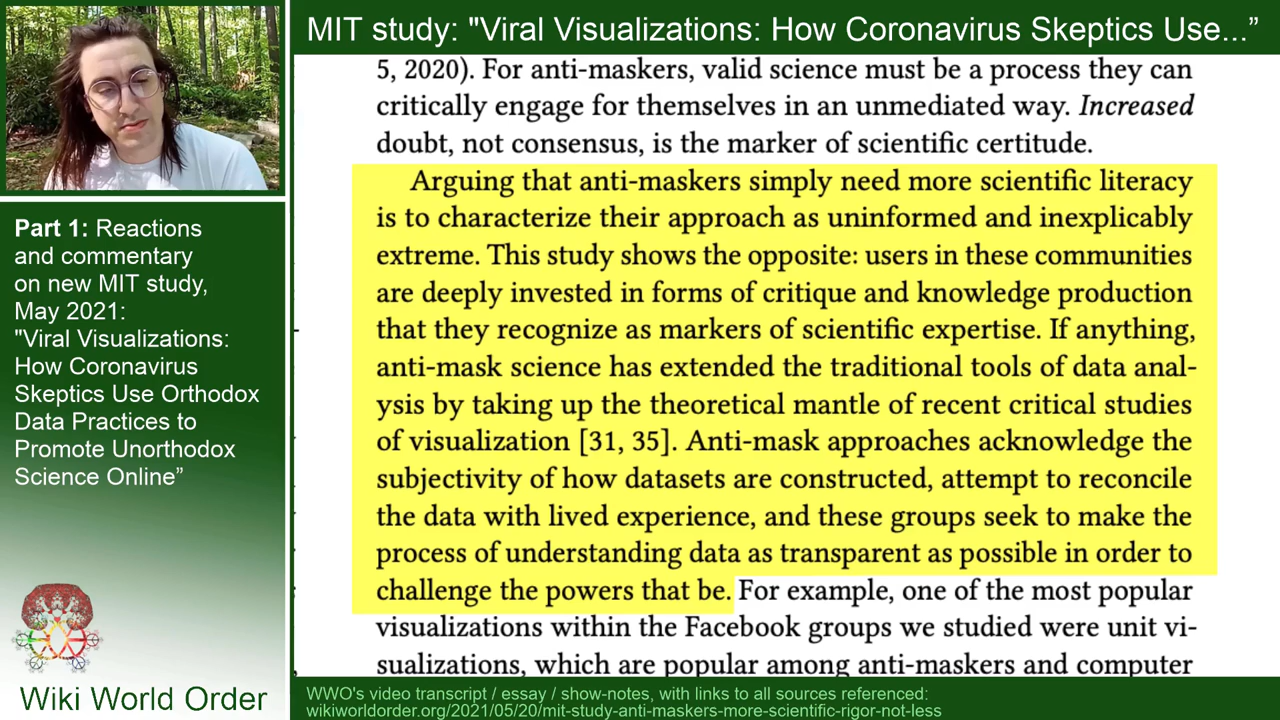 MIT study: "Viral Visualizations: How Coronavirus Skeptics Use...”
5, 2020). For anti-maskers, valid science must be a process they can
critically engage for themselves in an unmediated way. Increased
doubt, not consensus, is the marker of scientific certitude.
Arguing that anti-maskers simply need more scientific literacy
is to characterize their approach as uninformed and inexplicably
extreme. This study shows the opposite: users in these communities
are deeply invested in forms of critique and knowledge production
that they recognize as markers of scientific expertise. If anything,
anti-mask science has extended the traditional tools of data anal-
ysis by taking up the theoretical mantle of recent critical studies
of visualization [31, 35]. Anti-mask approaches acknowledge the
subjectivity of how datasets are constructed, attempt to reconcile
the data with lived experience, and these groups seek to make the
process of understanding data as transparent as possible in order to
challenge the powers that be. For example, one of the most popular
visualizations within the Facebook groups we studied were unit vi-
sualizations, which are popular among anti-maskers and computer
Part 1: Reactions
and commentary
on new MIT study,
May 2021:
"Viral Visualizations:
How Coronavirus
Skeptics Use Orthodox
Data Practices to
Promote Unorthodox
Science Online”
Wiki World Order
WWO's video transcript / essay / show-notes, with links to all sources referenced:
wikiworldorder.org/2021/05/20/mit-study-anti-maskers-more-scientific-rigor-not-less